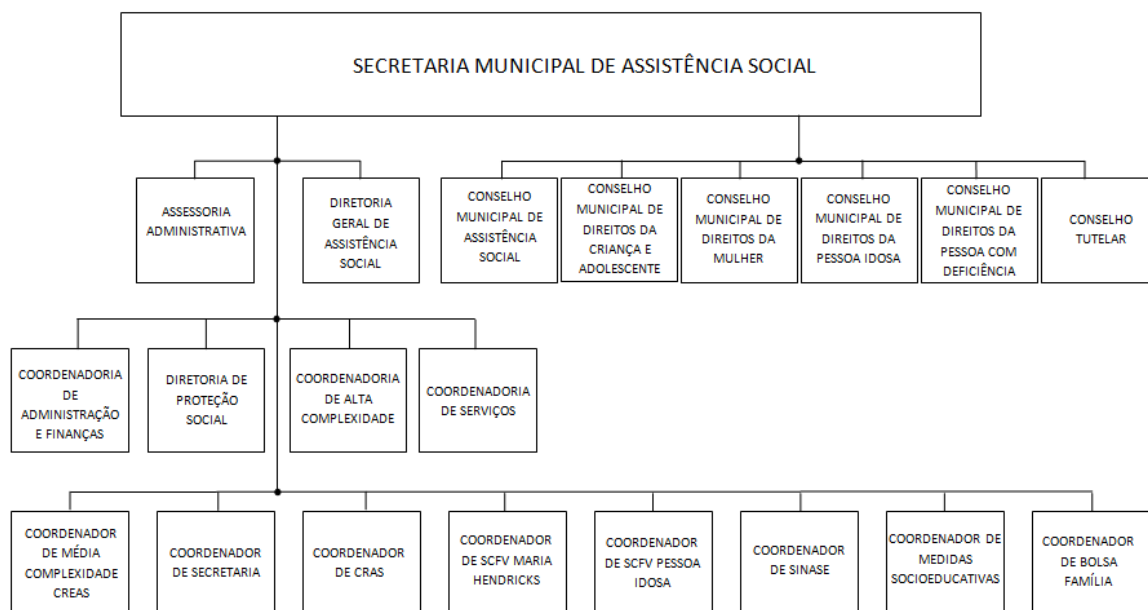 SECRETARIA MUNICIPAL DE ASSISTÊNCIA SOCIAL
ASSESSORIA
ADMINISTRATIVA
DIRETORIA
GERAL DE
ASSISTÊNCIA
SOCIAL
CONSELHO
MUNICIPAL DE
ASSISTÊNCIA
SOCIAL
CONSELHO
MUNICIPAL DE
DIREITOS DA
CRIANÇA E
ADOLESCENTE
CONSELHO
MUNICIPAL DE
DIREITOS DA
MULHER
CONSELHO
MUNICIPAL DE
DIREITOS DA
PESSOA IDOSA
CONSELHO
MUNICIPAL DE
DIREITOS DA
PESSOA COM
DEFICIÊNCIA
CONSELHO
TUTELAR
COORDENADORIA
DE
ADMINISTRAÇÃO
E FINANÇAS
DIRETORIA DE
PROTEÇÃO
SOCIAL
COORDENADORIA
DE ALTA
COMPLEXIDADE
COORDENADORIA
DE SERVIÇOS
COORDENADOR
DE MÉDIA
COMPLEXIDADE
CREAS
COORDENADOR
DE SECRETARIA
COORDENADOR
DE CRAS
COORDENADOR
DE SCFV MARIA
HENDRICKS
COORDENADOR
DE SCFV PESSOA
IDOSA
COORDENADOR
DE SINASE
COORDENADOR DE
MEDIDAS
SOCIOEDUCATIVAS
COORDENADOR
DE BOLSA
FAMÍLIA